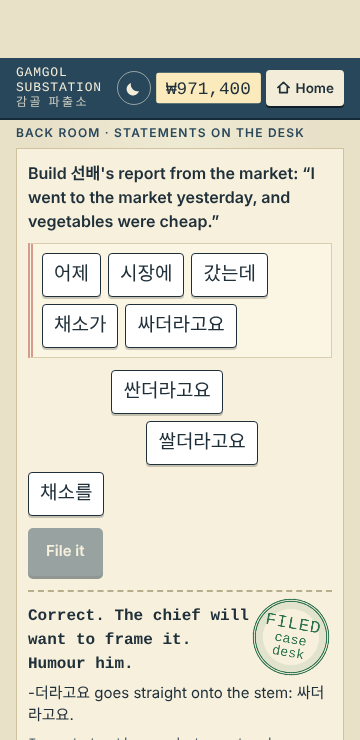 GAMGOL
SUBSTATION
감골 파출소
₩971,400
Home
BACK ROOM · STATEMENTS ON THE DESK
Build 선배's report from the market: “I
went to the market yesterday, and
vegetables were cheap.”
어제 시장에 갔는데
채소가 싸더라고요
싼더라고요
쌀더라고요
채소를
File it
Correct. The chief will
want to frame it.
Humour him.
FILED
case
desk
-더라고요 goes straight onto the stem: 싸더
라고요.